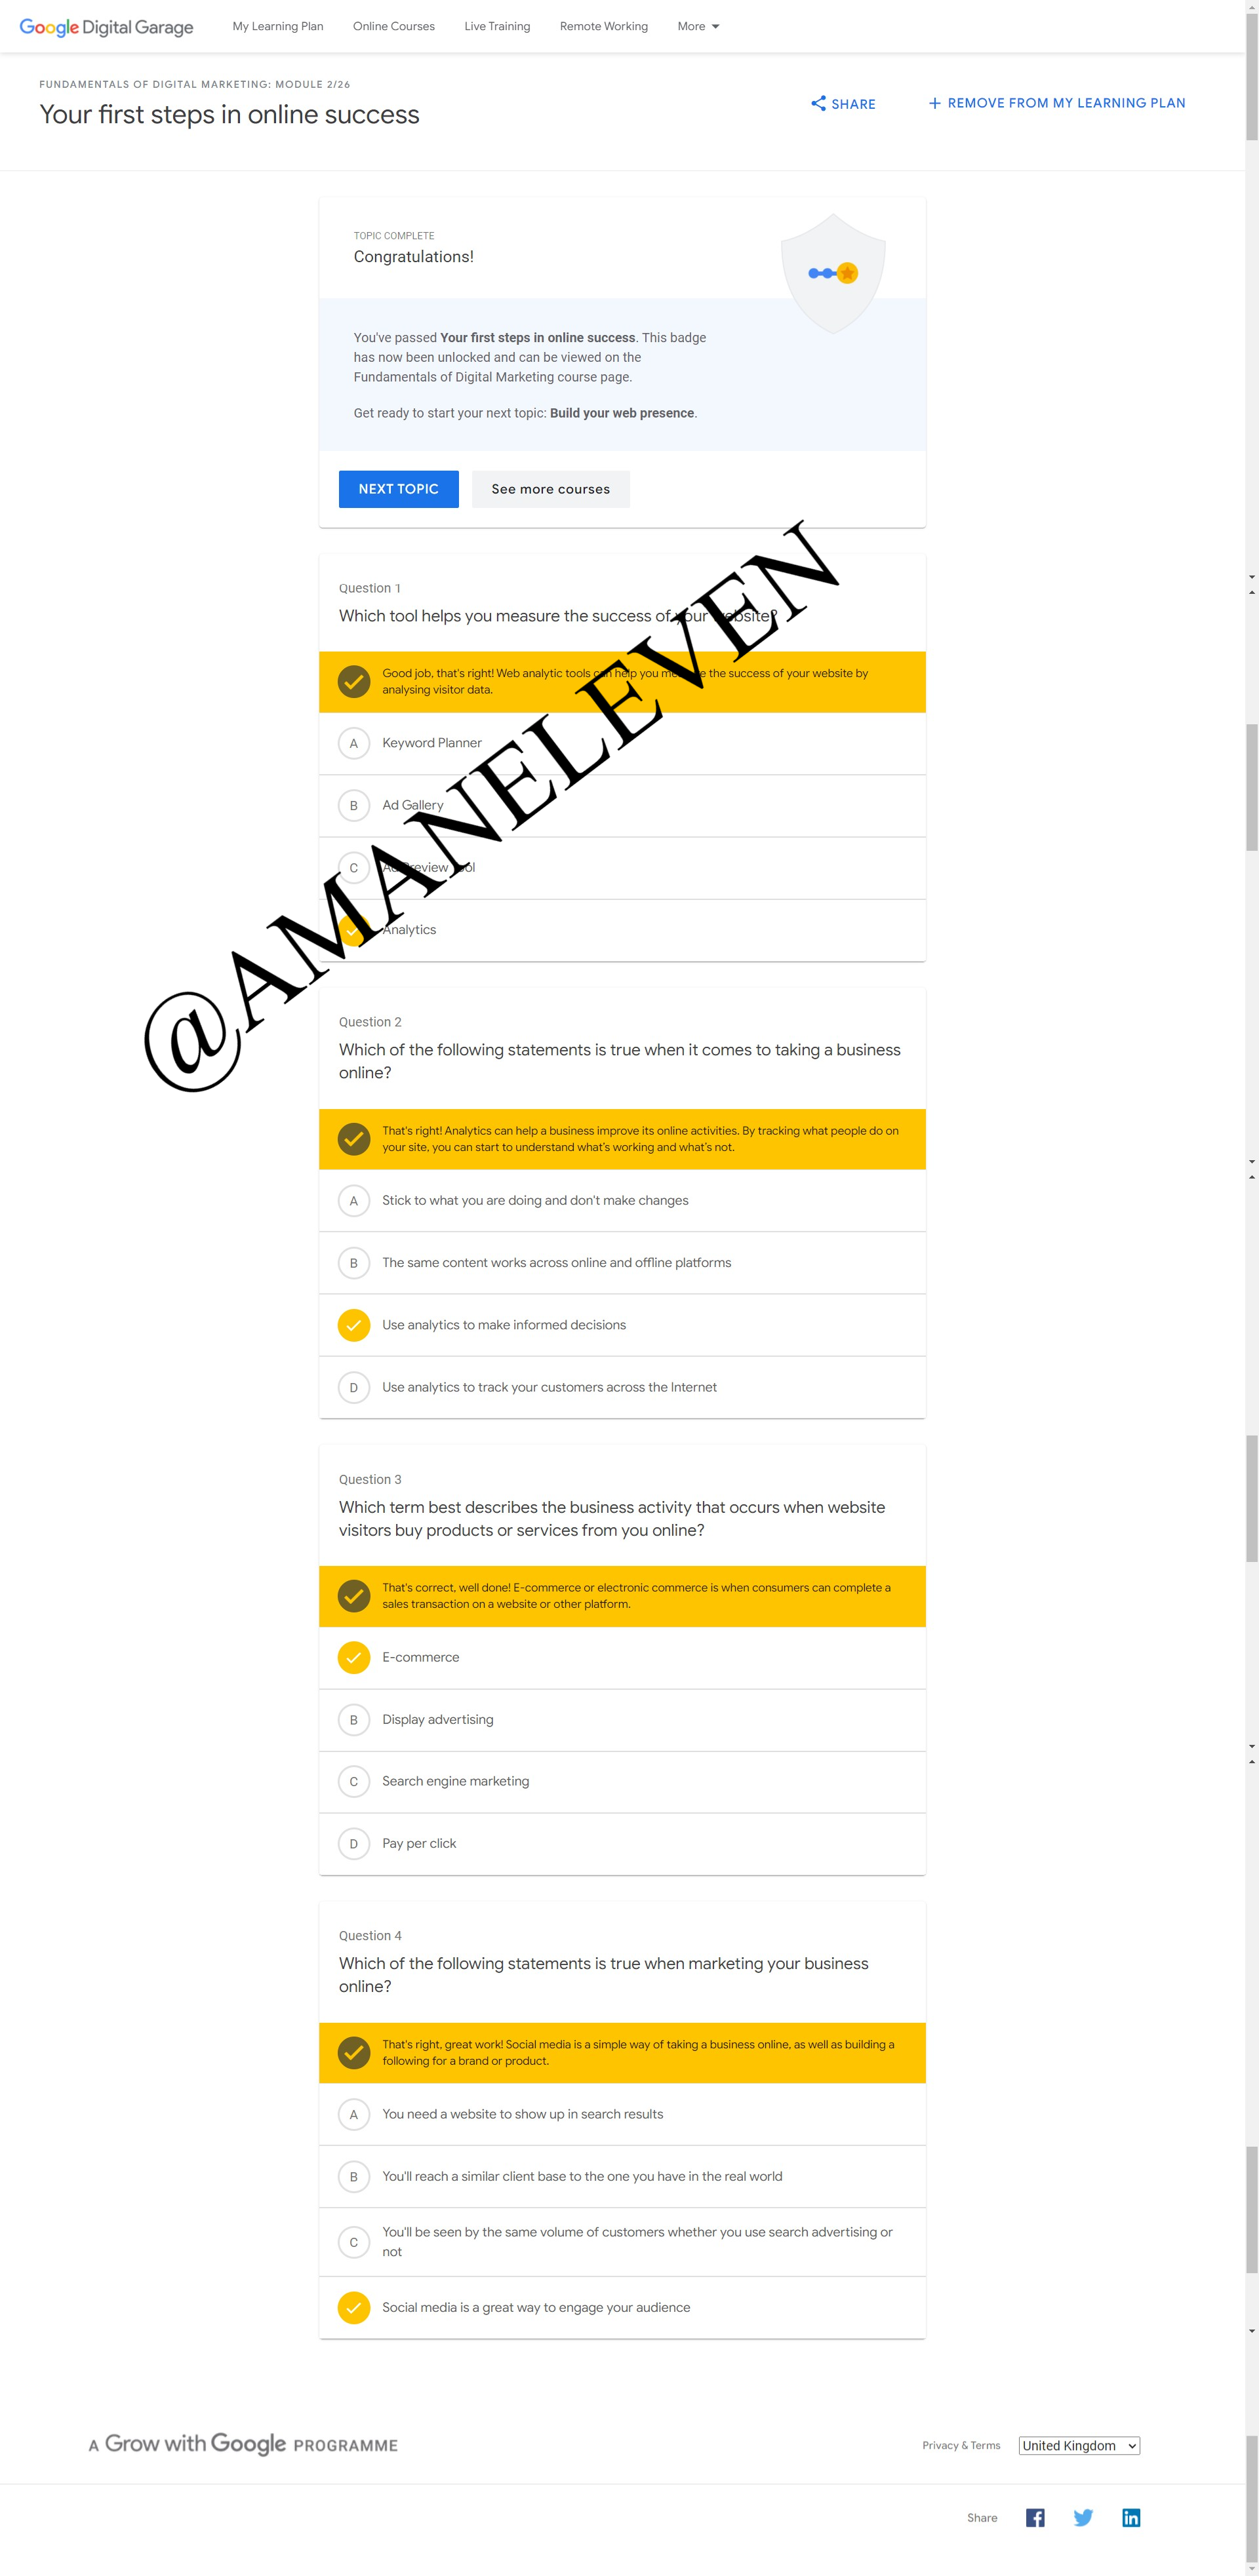 Google Digital Garage My Learning Plan Online Courses Live Training Remote Working More
FUNDAMENTALS OF DIGITAL MARKETING: MODULE 2/26
Your first steps in online success
SHARE
REMOVE FROM MY LEARNING PLAN
TOPIC COMPLETE
Congratulations!
You've passed Your first steps in online success. This badge
has now been unlocked and can be viewed on the
Fundamentals of Digital Marketing course page.
Get ready to start your next topic: Build your web presence.
NEXT TOPIC See more courses
@AMANELEVEN
Question 1
Which tool helps you measure the success of your website?
Good job, that's right! Web analytic tools can help you measure the success of your website by
analysing visitor data.
A Keyword Planner
B Ad Gallery
C Ad Preview Tool
Analytics
Question 2
Which of the following statements is true when it comes to taking a business
online?
That's right! Analytics can help a business improve its online activities. By tracking what people do on
your site, you can start to understand what's working and what's not.
A Stick to what you are doing and don't make changes
B The same content works across online and offline platforms
Use analytics to make informed decisions
D Use analytics to track your customers across the Internet
Question 3
Which term best describes the business activity that occurs when website
visitors buy products or services from you online?
That's correct, well done! E-commerce or electronic commerce is when consumers can complete a
sales transaction on a website or other platform.
E-commerce
B Display advertising
C Search engine marketing
D Pay per click
Question 4
Which of the following statements is true when marketing your business
online?
That's right, great work! Social media is a simple way of taking a business online, as well as building a
following for a brand or product.
A You need a website to show up in search results
B You'll reach a similar client base to the one you have in the real world
C You'll be seen by the same volume of customers whether you use search advertising or
not
Social media is a great way to engage your audience
A Grow with Google PROGRAMME
Privacy & Terms United Kingdom
Share